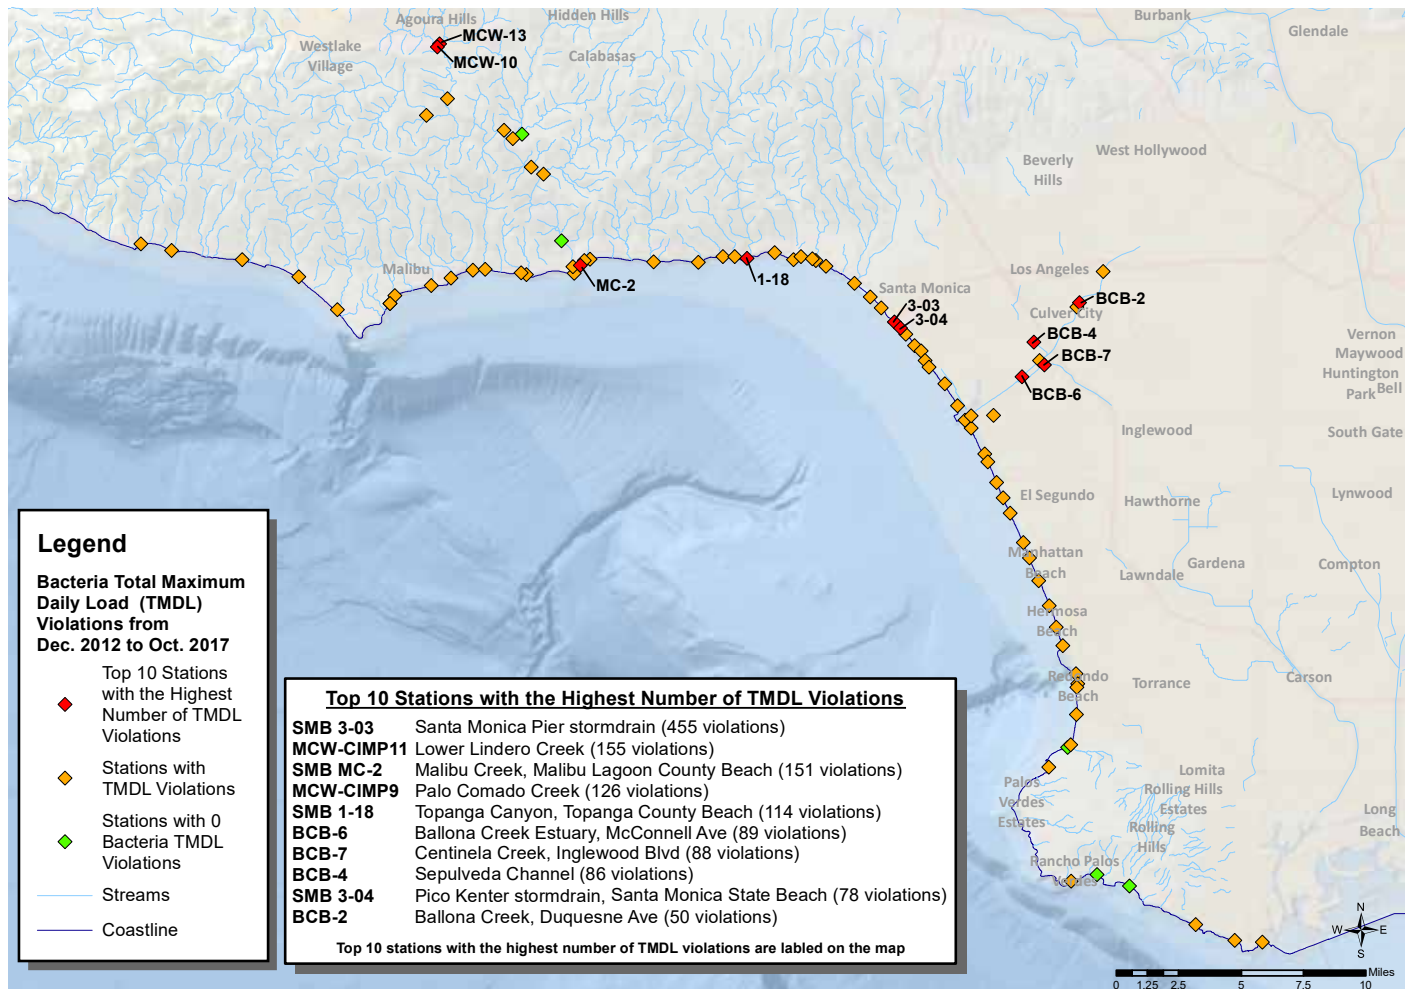 Agoura Hills
Hidden Hills
Burbank
Glendale
MCW-13
Westlake
Village
MCW-10
Calabasas
West Hollywood
Beverly
Hills
Malibu
MC-2
1-18
Los Angeles
Santa Monica
3-03
3-04
BCB-2
Culver City
BCB-4
BCB-7
BCB-6
Vernon
Maywood
Huntington
Park
Bell
Inglewood
South Gate
El Segundo
Hawthorne
Lynwood
Manhattan
Beach
Gardena
Lawndale
Compton
Hermosa
Beach
Redondo
Beach
Torrance
Carson
Palos
Verdes
Estates
Lomita
Rolling Hills
Estates
Rolling
Hills
Long
Beach
Rancho Palos
Verdes
Legend
Bacteria Total Maximum
Daily Load (TMDL)
Violations from
Dec. 2012 to Oct. 2017
Top 10 Stations
with the Highest
Number of TMDL
Violations
Stations with
TMDL Violations
Stations with 0
Bacteria TMDL
Violations
Streams
Coastline
Top 10 Stations with the Highest Number of TMDL Violations
SMB 3-03 Santa Monica Pier stormdrain (455 violations)
MCW-CIMP11 Lower Lindero Creek (155 violations)
SMB MC-2 Malibu Creek, Malibu Lagoon County Beach (151 violations)
MCW-CIMP9 Palo Comado Creek (126 violations)
SMB 1-18 Topanga Canyon, Topanga County Beach (114 violations)
BCB-6 Ballona Creek Estuary, McConnell Ave (89 violations)
BCB-7 Centinela Creek, Inglewood Blvd (88 violations)
BCB-4 Sepulveda Channel (86 violations)
SMB 3-04 Pico Kenter stormdrain, Santa Monica State Beach (78 violations)
BCB-2 Ballona Creek, Duquesne Ave (50 violations)
Top 10 stations with the highest number of TMDL violations are labled on the map
N
W E
S
Miles
0 1.25 2.5 5 7.5 10